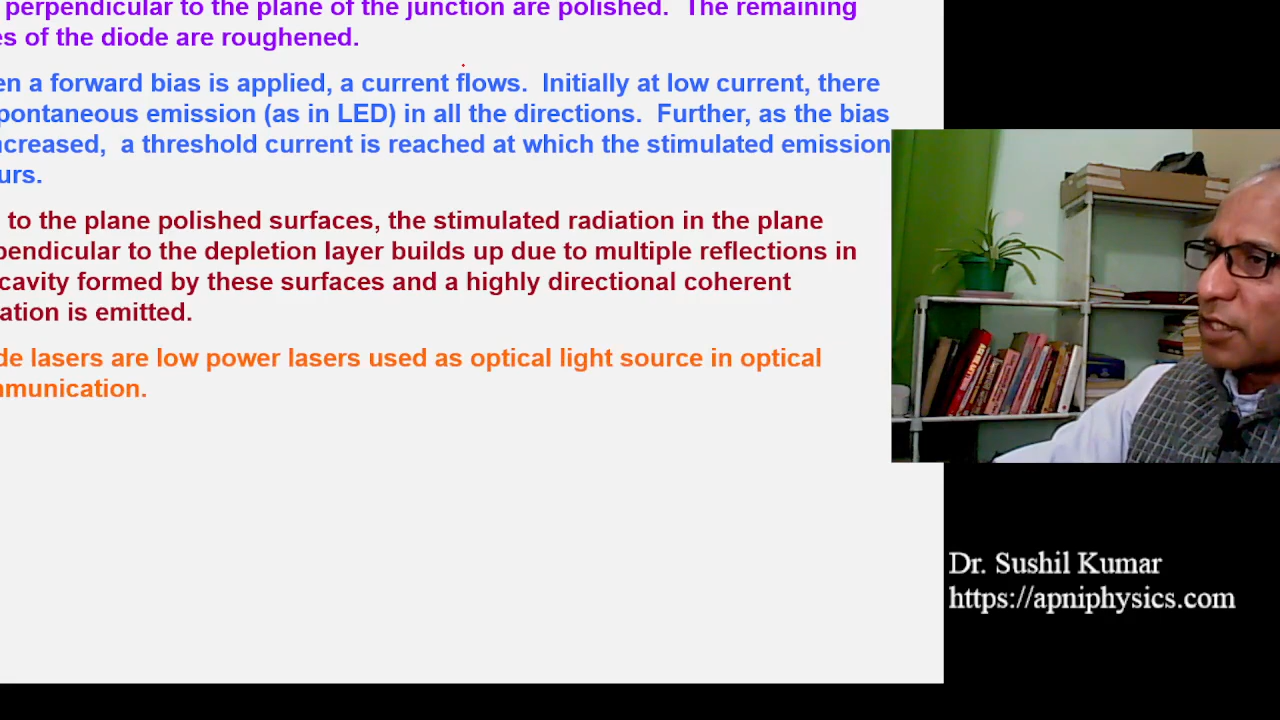 perpendicular to the plane of the junction are polished. The remaining
es of the diode are roughened.
en a forward bias is applied, a current flows. Initially at low current, there
pontaneous emission (as in LED) in all the directions. Further, as the bias
ncreased, a threshold current is reached at which the stimulated emission
urs.
to the plane polished surfaces, the stimulated radiation in the plane
pendicular to the depletion layer builds up due to multiple reflections in
cavity formed by these surfaces and a highly directional coherent
ation is emitted.
de lasers are low power lasers used as optical light source in optical
mmunication.
Dr. Sushil Kumar
https://apniphysics.com